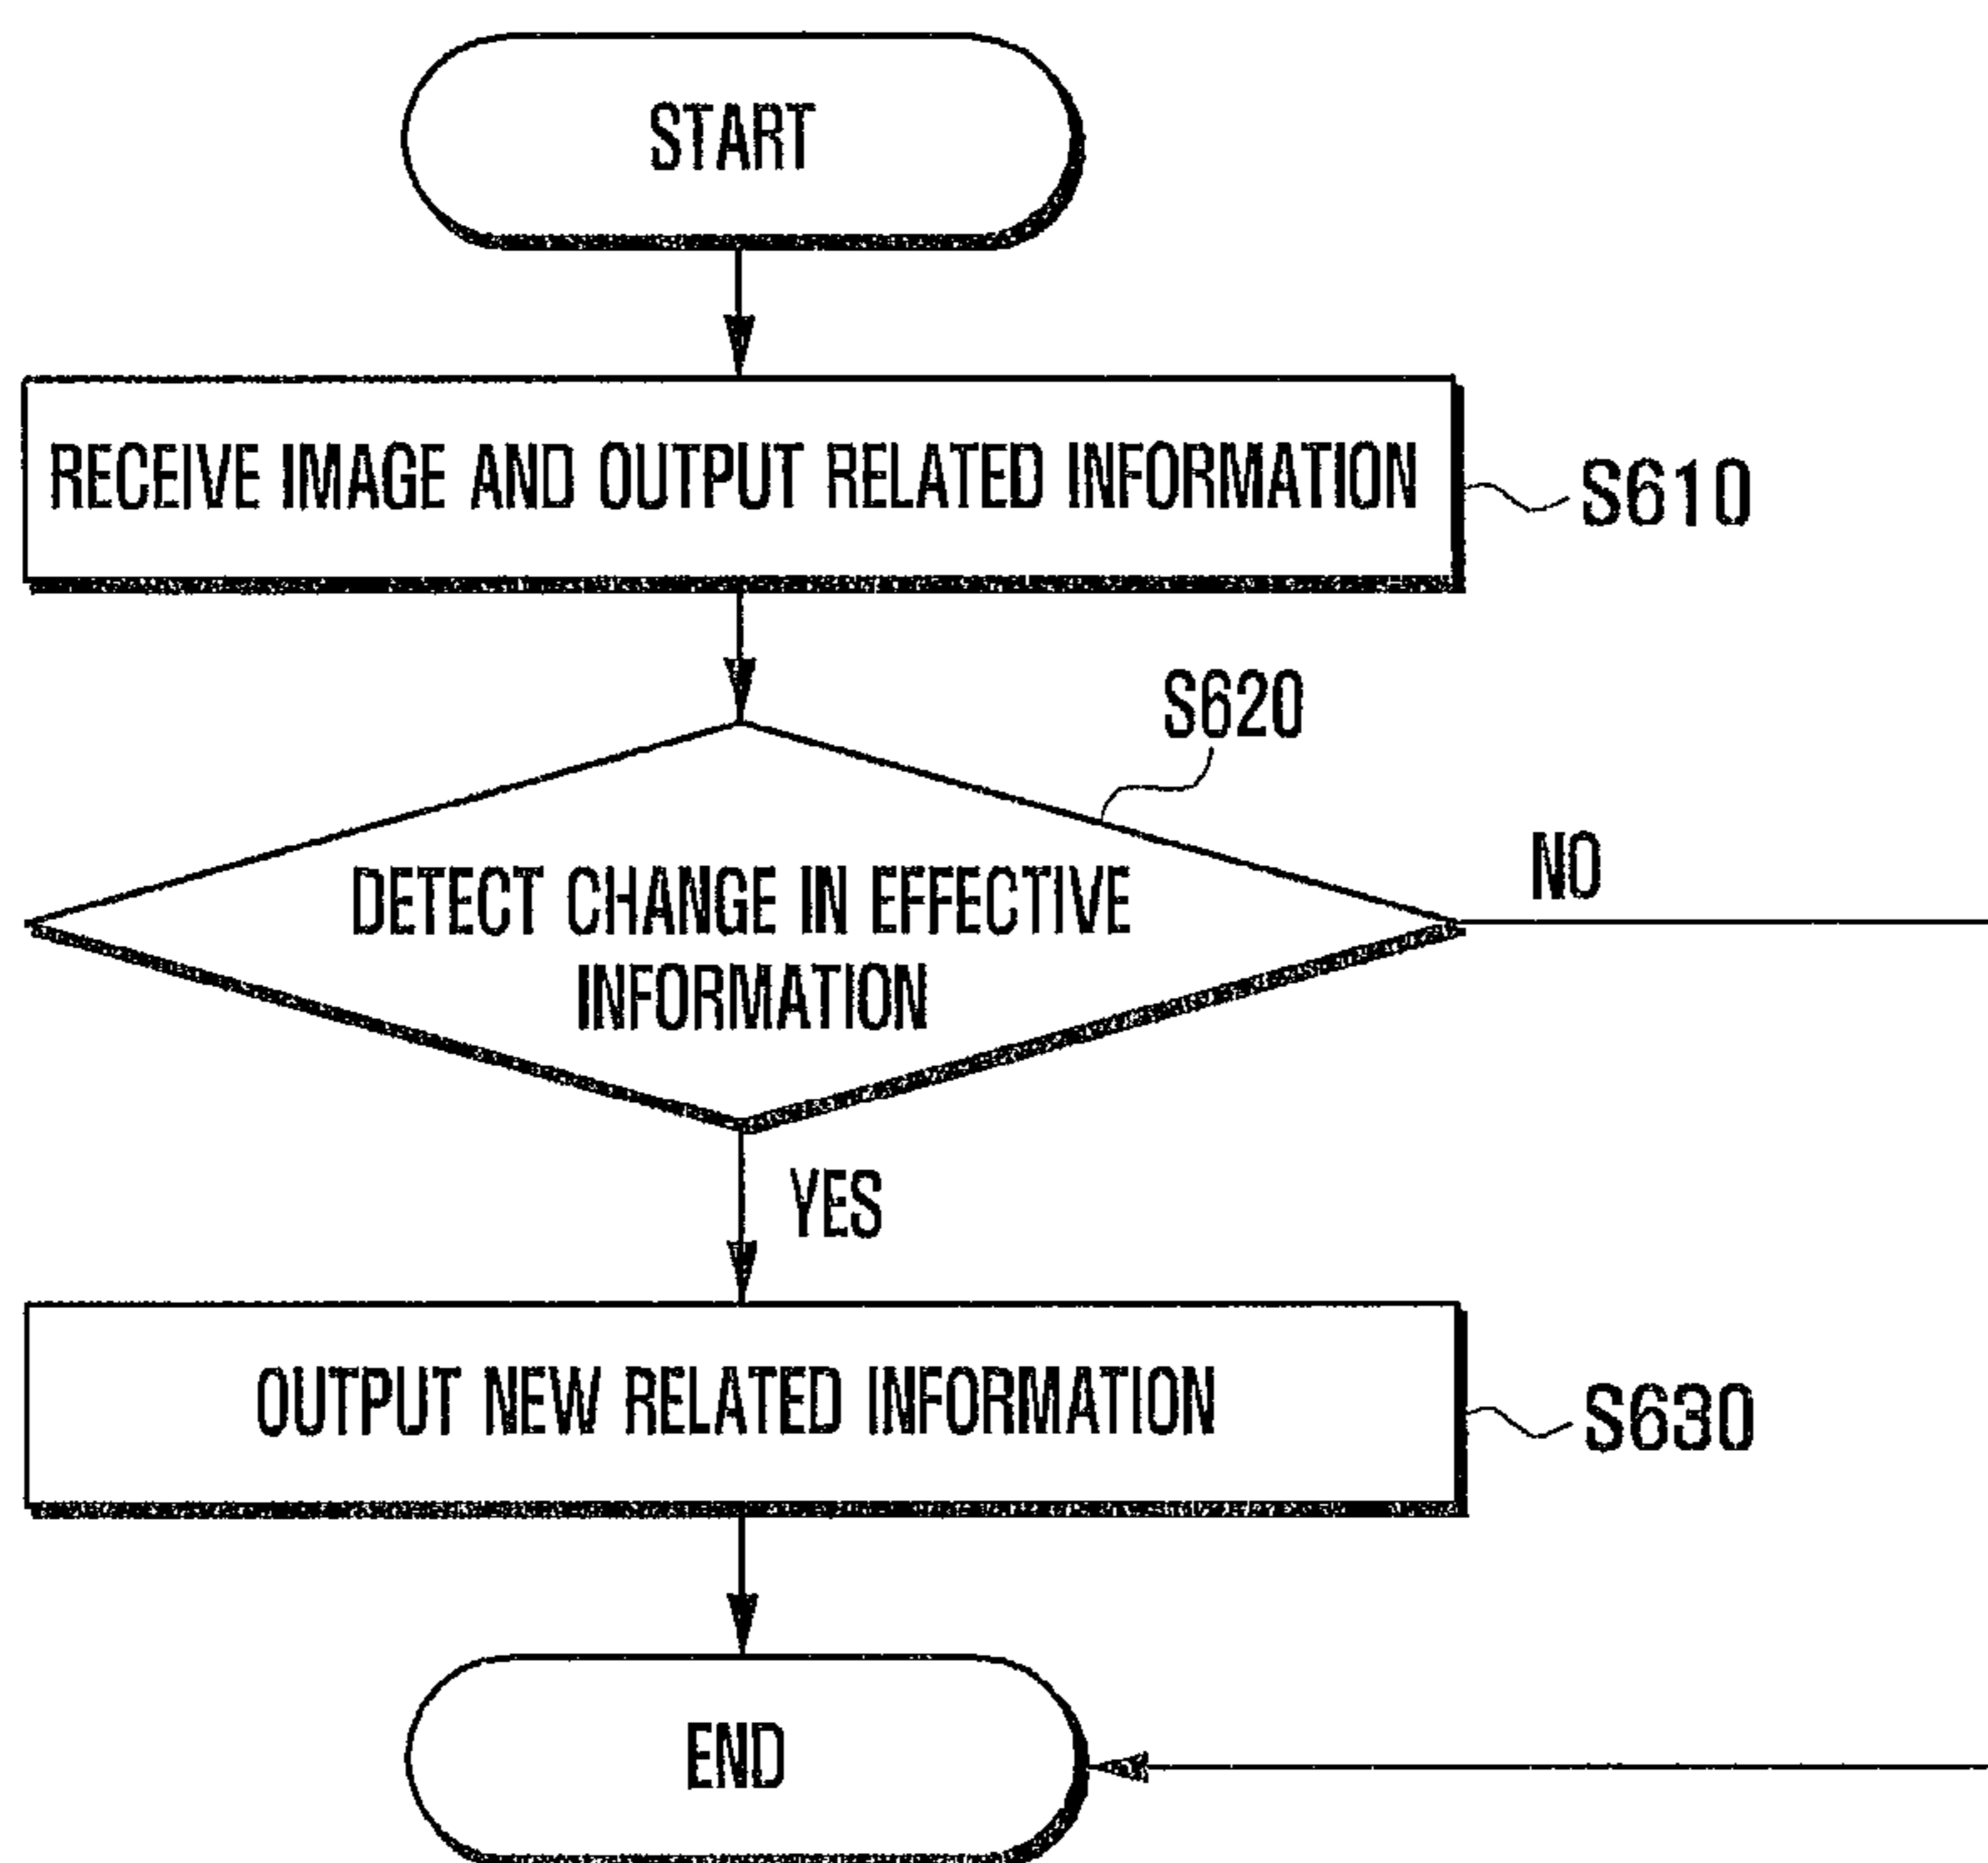 START
RECEIVE IMAGE AND OUTPUT RELATED INFORMATION
S610
S620
DETECT CHANGE IN EFFECTIVE
INFORMATION
NO
YES
OUTPUT NEW RELATED INFORMATION
S630
END